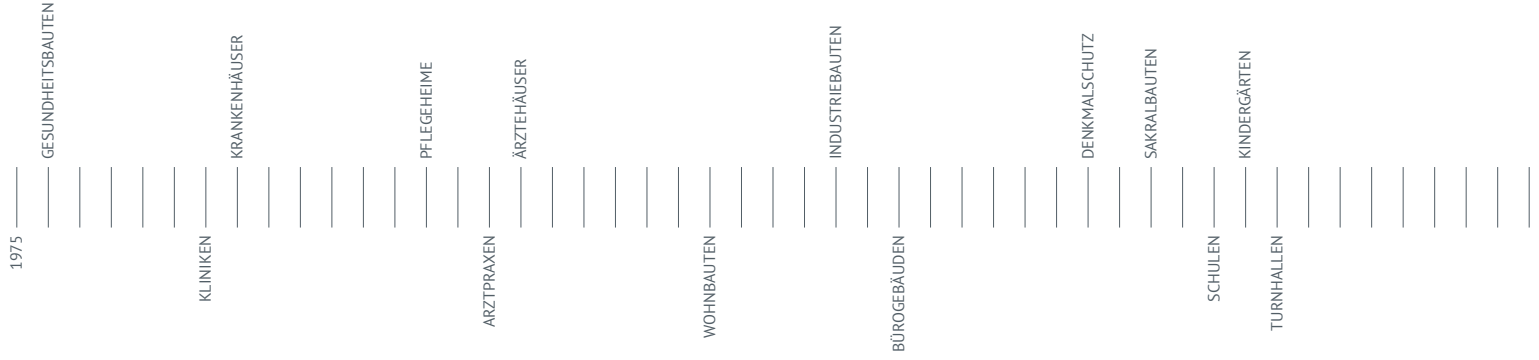 1975
GESUNDHEITSBAUTEN
KLINIKEN
KRANKENHÄUSER
PFLEGEHEIME
ARZTPRAXEN
ÄRZTEHÄUSER
WOHNBAUTEN
INDUSTRIEBAUTEN
BÜROGEBÄUDEN
DENKMALSCHUTZ
SAKRALBAUTEN
SCHULEN
KINDERGÄRTEN
TURNHALLEN